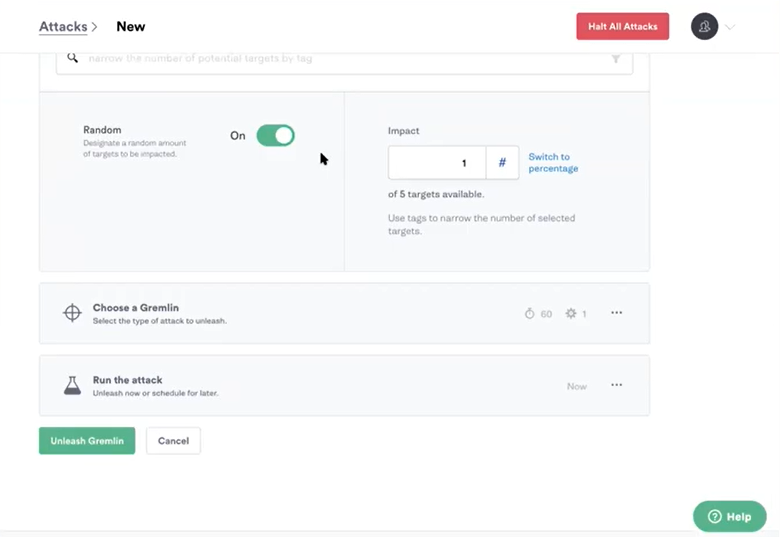 Attacks > New
Halt All Attacks
narrow the number of potential targets by tag
Random
Designate a random amount
of targets to be impacted.
On
Impact
1 #
Switch to
percentage
of 5 targets available.
Use tags to narrow the number of selected
targets.
Choose a Gremlin
Select the type of attack to unleash.
60 1 ...
Run the attack
Unleash now or schedule for later.
Now ...
Unleash Gremlin
Cancel
? Help